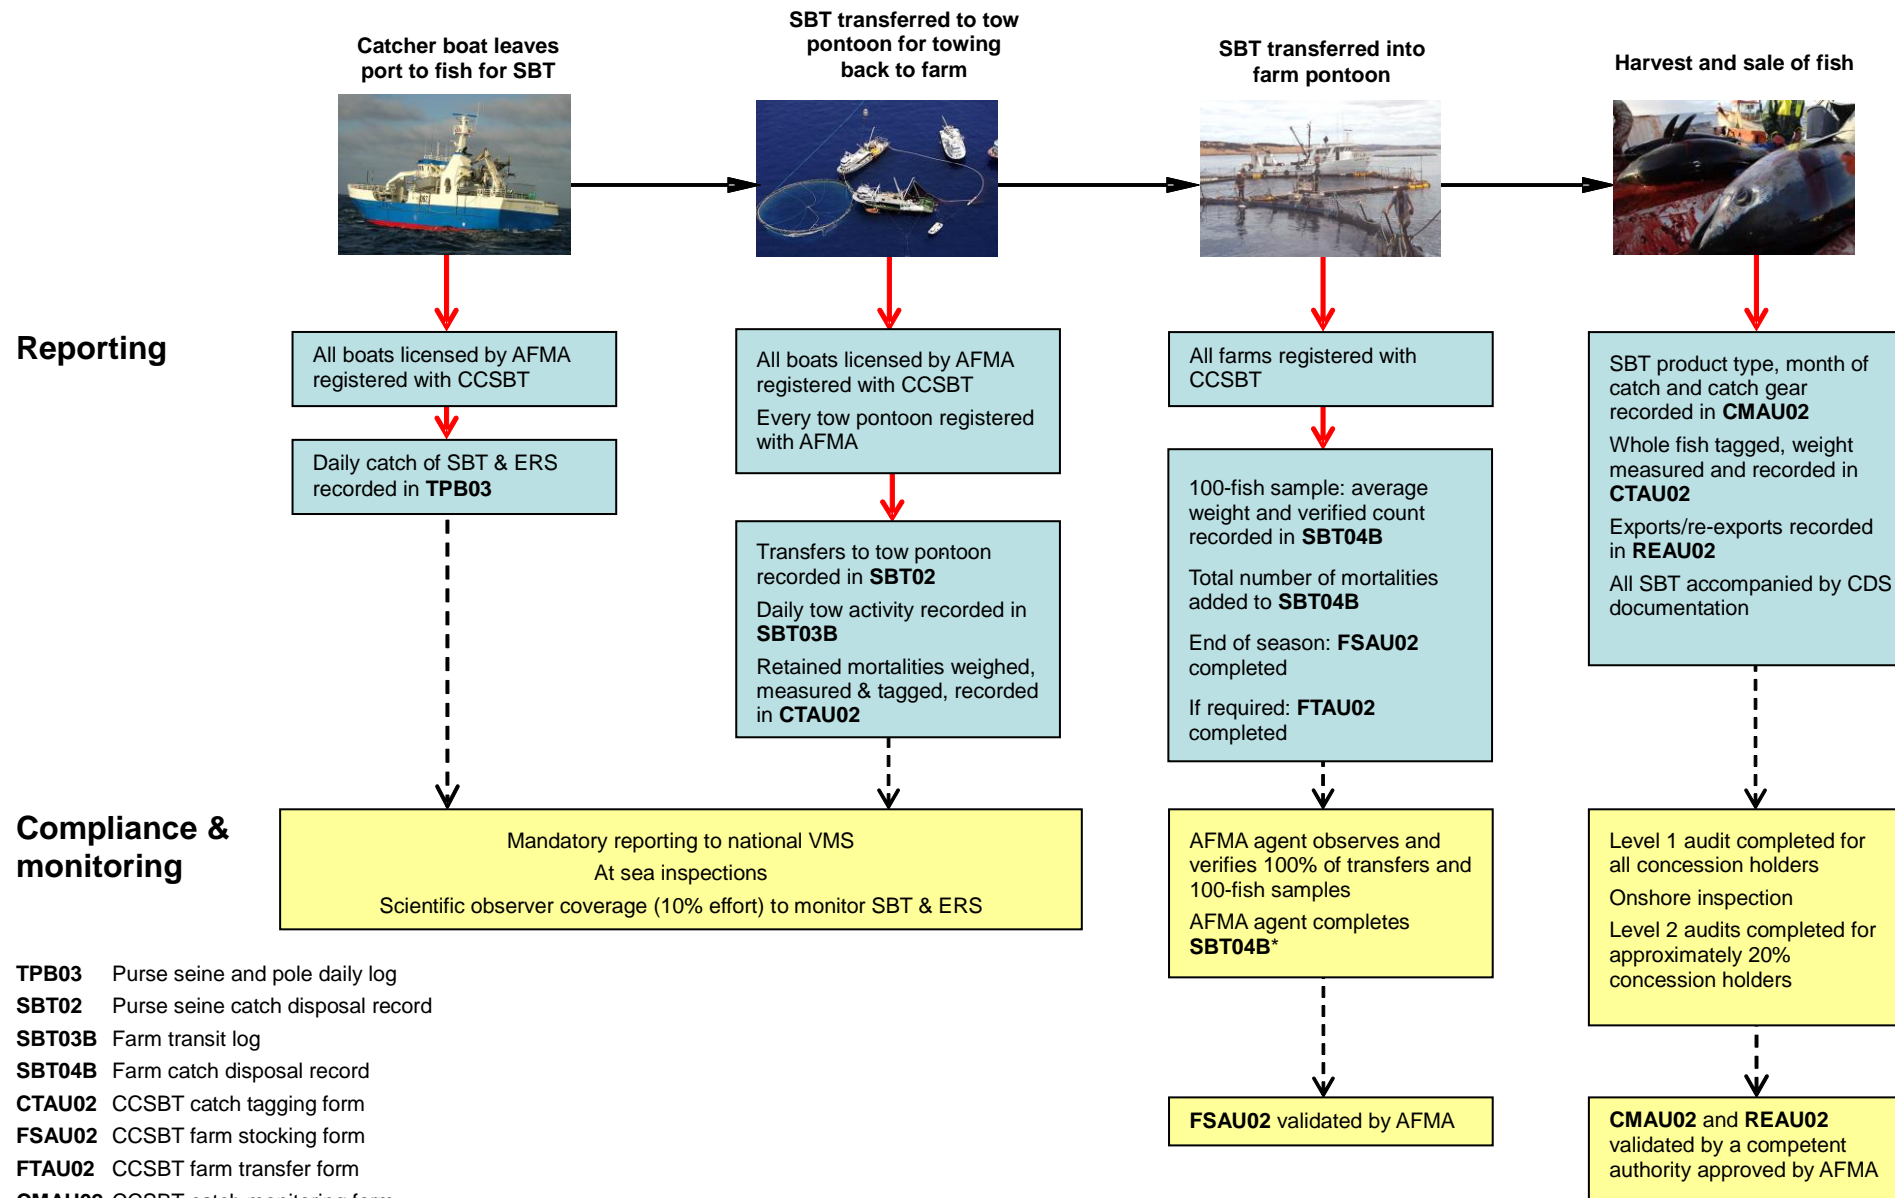 Catcher boat leaves
port to fish for SBT
SBT transferred to tow
pontoon for towing
back to farm
SBT transferred into
farm pontoon
Harvest and sale of fish
Reporting
All boats licensed by AFMA
registered with CCSBT
Daily catch of SBT & ERS
recorded in TPB03
All boats licensed by AFMA
registered with CCSBT
Every tow pontoon registered
with AFMA
Transfers to tow pontoon
recorded in SBT02
Daily tow activity recorded in
SBT03B
Retained mortalities weighed,
measured & tagged, recorded
in CTAU02
All farms registered with
CCSBT
100-fish sample: average
weight and verified count
recorded in SBT04B
Total number of mortalities
added to SBT04B
End of season: FSAU02
completed
If required: FTAU02
completed
SBT product type, month of
catch and catch gear
recorded in CMAU02
Whole fish tagged, weight
measured and recorded in
CTAU02
Exports/re-exports recorded
in REAU02
All SBT accompanied by CDS
documentation
Compliance &
monitoring
Mandatory reporting to national VMS
At sea inspections
Scientific observer coverage (10% effort) to monitor SBT & ERS
AFMA agent observes and
verifies 100% of transfers and
100-fish samples
AFMA agent completes
SBT04B*
FSAU02 validated by AFMA
Level 1 audit completed for
all concession holders
Onshore inspection
Level 2 audits completed for
approximately 20%
concession holders
CMAU02 and REAU02
validated by a competent
authority approved by AFMA
TPB03 Purse seine and pole daily log
SBT02 Purse seine catch disposal record
SBT03B Farm transit log
SBT04B Farm catch disposal record
CTAU02 CCSBT catch tagging form
FSAU02 CCSBT farm stocking form
FTAU02 CCSBT farm transfer form
CMAU02 CCSBT catch monitoring form